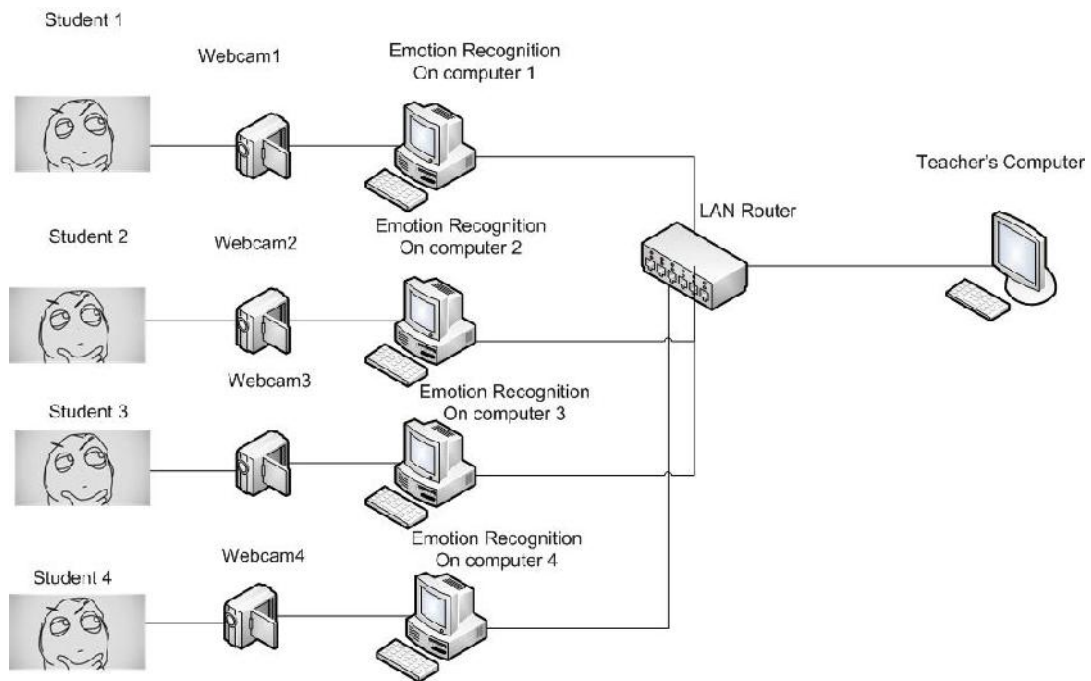 Student 1
Webcam1
Emotion Recognition
On computer 1
Teacher's Computer
LAN Router
Student 2
Webcam2
Emotion Recognition
On computer 2
Webcam3
Student 3
Emotion Recognition
On computer 3
Webcam4
Student 4
Emotion Recognition
On computer 4